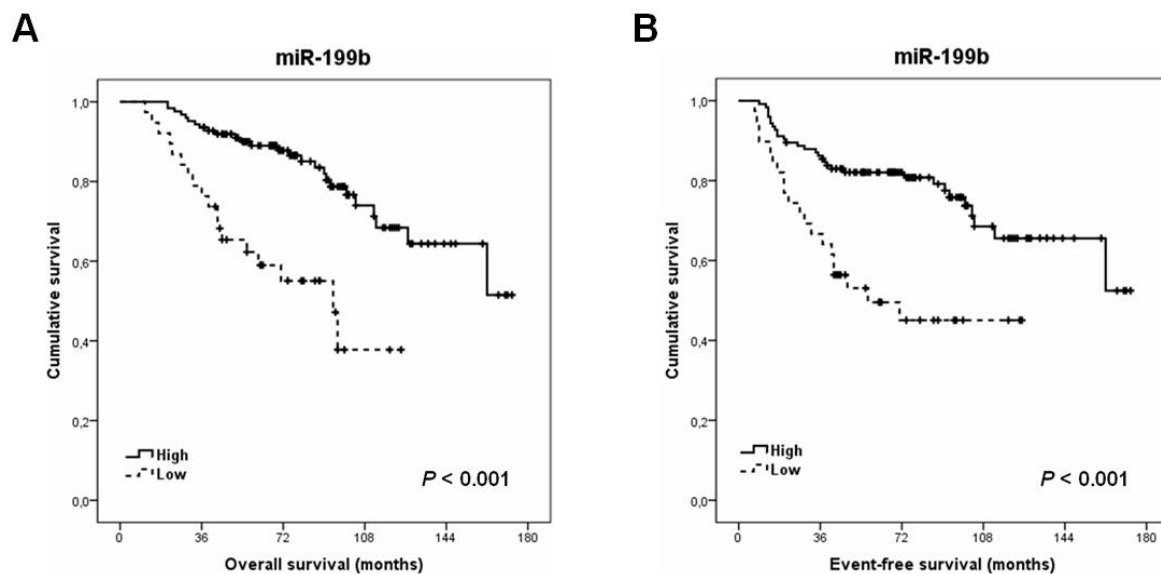 A
miR-199b
Cumulative survival
1,0
0,8
0,6
0,4
0,2
0,0
High
Low
P < 0.001
0 36 72 108 144 180
Overall survival (months)
B
miR-199b
Cumulative survival
1,0
0,8
0,6
0,4
0,2
0,0
High
Low
P < 0.001
0 36 72 108 144 180
Event-free survival (months)